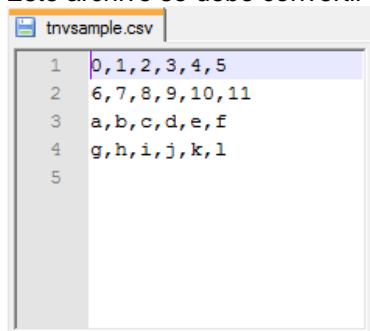 Este archivo se debe convertir
tnvsample.csv
1 0,1,2,3,4,5
2 6,7,8,9,10,11
3 a,b,c,d,e,f
4 g,h,i,j,k,l
5